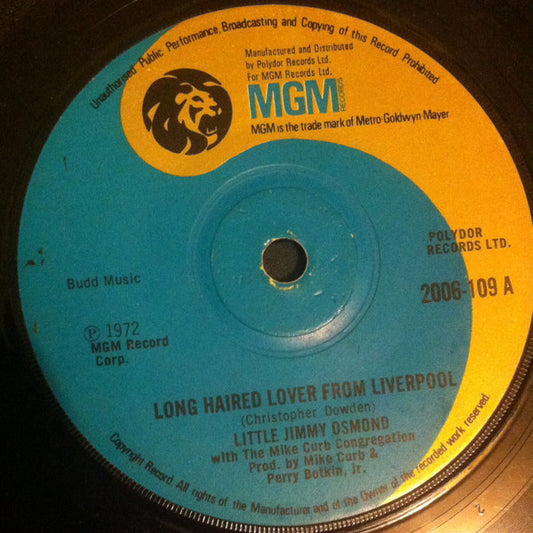 Unauthorised Public Performance, Broadcasting and Copying of this Record Prohibited
Manufactured and Distributed
by Polydor Records Ltd.
For MGM Records Ltd.
MGM
RECORDS
MGM is the trade mark of Metro-Goldwyn-Mayer
POLYDOR
RECORDS LTD.
Budd Music
2006-109 A
℗ 1972
MGM Record
Corp.
LONG HAIRED LOVER FROM LIVERPOOL
(Christopher Dowden)
LITTLE JIMMY OSMOND
with The Mike Curb Congregation
Prod. by Mike Curb &
Perry Botkin, Jr.
Copyright Record. All rights of the Manufacturer and of the Owner of the recorded work reserved.